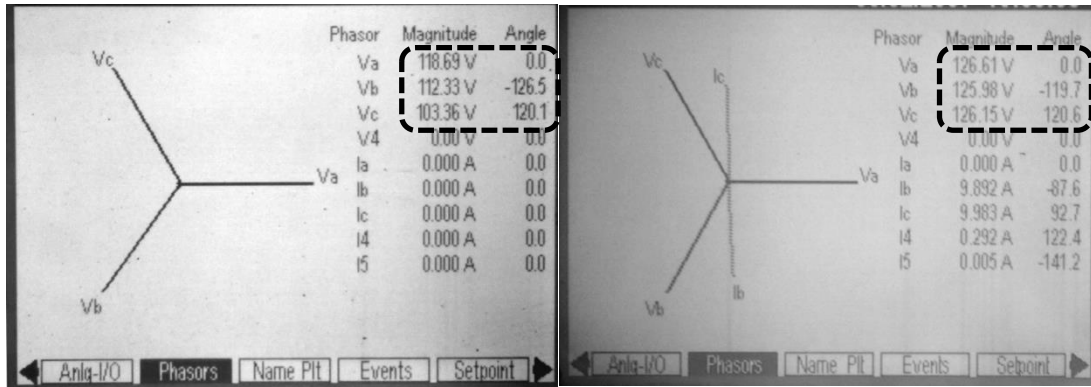 Phasor Magnitude Angle
Va 118.69 V 0.0
Vb 112.33 V -126.5
Vc 103.36 V 120.1
V4 0.00 V 0.0
Ia 0.000 A 0.0
Ib 0.000 A 0.0
Ic 0.000 A 0.0
I4 0.000 A 0.0
I5 0.000 A 0.0
Vc
Va
Vb
Anlg-I/O Phasors Name Plt Events Setpoint
Phasor Magnitude Angle
Va 126.61 V 0.0
Vb 125.98 V -119.7
Vc 126.15 V 120.6
V4 0.00 V 0.0
Ia 0.000 A 0.0
Ib 9.892 A -87.6
Ic 9.983 A 92.7
I4 0.292 A 122.4
I5 0.005 A -141.2
Vc Ic
Va
Vb Ib
Anlg-I/O Phasors Name Plt Events Setpoint